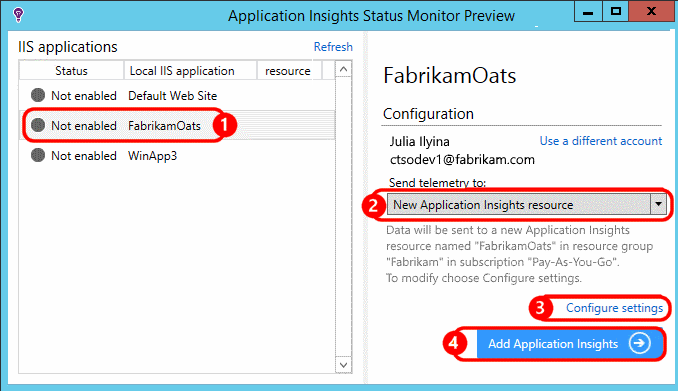 Application Insights Status Monitor Preview
IIS applications
Refresh
Status Local IIS application resource
Not enabled Default Web Site
Not enabled FabrikamOats
1
Not enabled WinApp3
FabrikamOats
Configuration
Julia Ilyina
Use a different account
ctsodev1@fabrikam.com
Send telemetry to:
2
New Application Insights resource
Data will be sent to a new Application Insights
resource named "FabrikamOats" in resource group
"Fabrikam" in subscription "Pay-As-You-Go".
To modify choose Configure settings.
3
Configure settings
4
Add Application Insights